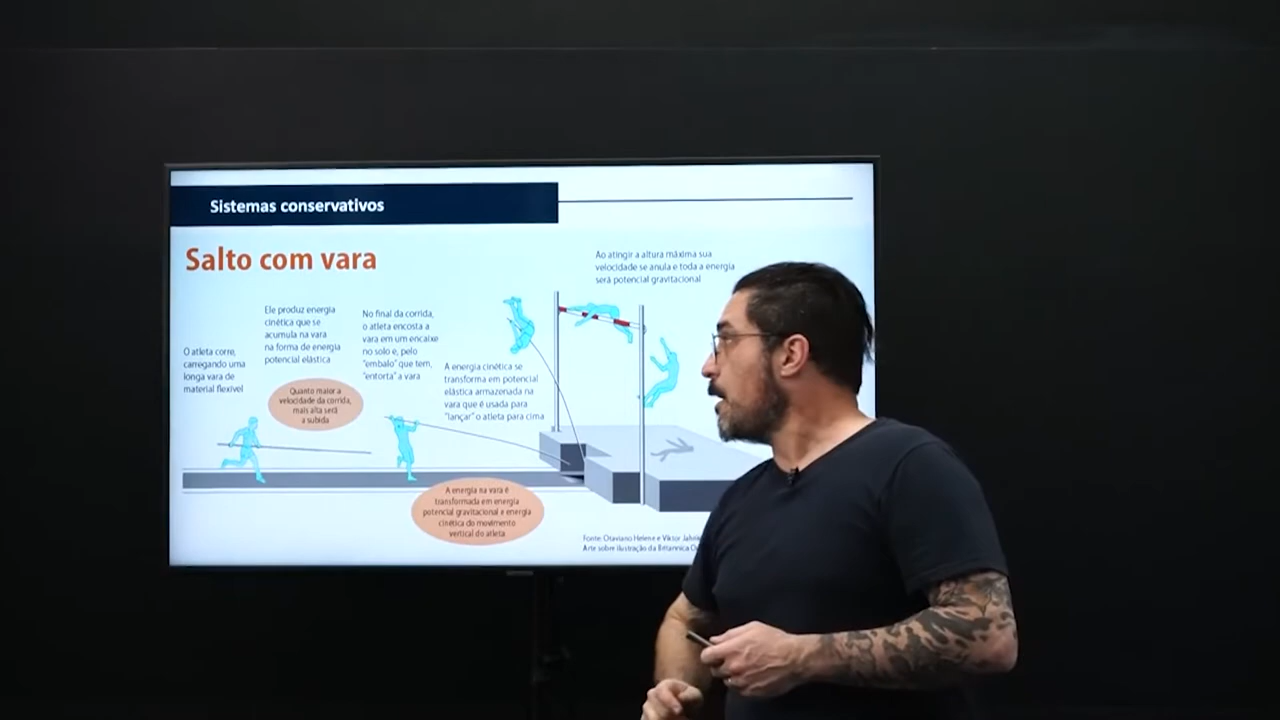 Sistemas conservativos
Salto com vara
O atleta corre,
carregando uma
longa vara de
material flexível
Ele produz energia
cinética que se
acumula na vara
na forma de energia
potencial elástica
Quanto maior a
velocidade da corrida,
mais alta será
a subida
No final da corrida,
o atleta encosta a
vara em um encaixe
no solo e, pelo
"embalo" que tem,
"entorta" a vara
A energia cinética se
transforma em potencial
elástica armazenada na
vara que é usada para
"lançar" o atleta para cima
A energia na vara é
transformada em energia
potencial gravitacional e energia
cinética do movimento
vertical do atleta
Ao atingir a altura máxima sua
velocidade se anula e toda a energia
será potencial gravitacional
Fonte: Otaviano Helene e Viktor
Arte sobre ilustração da Britannica